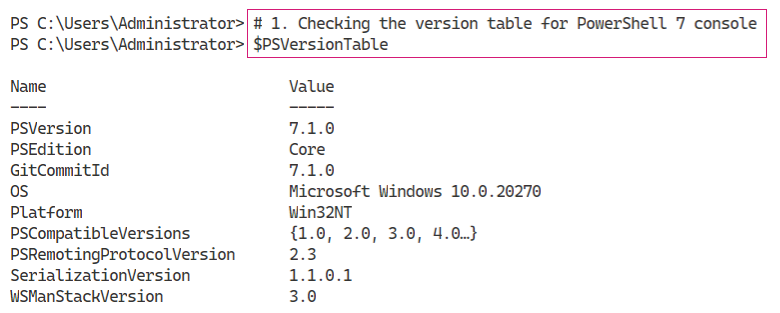 PS C:\Users\Administrator> # 1. Checking the version table for PowerShell 7 console
PS C:\Users\Administrator> $PSVersionTable
Name Value
---- -----
PSVersion 7.1.0
PSEdition Core
GitCommitId 7.1.0
OS Microsoft Windows 10.0.20270
Platform Win32NT
PSCompatibleVersions {1.0, 2.0, 3.0, 4.0…}
PSRemotingProtocolVersion 2.3
SerializationVersion 1.1.0.1
WSManStackVersion 3.0